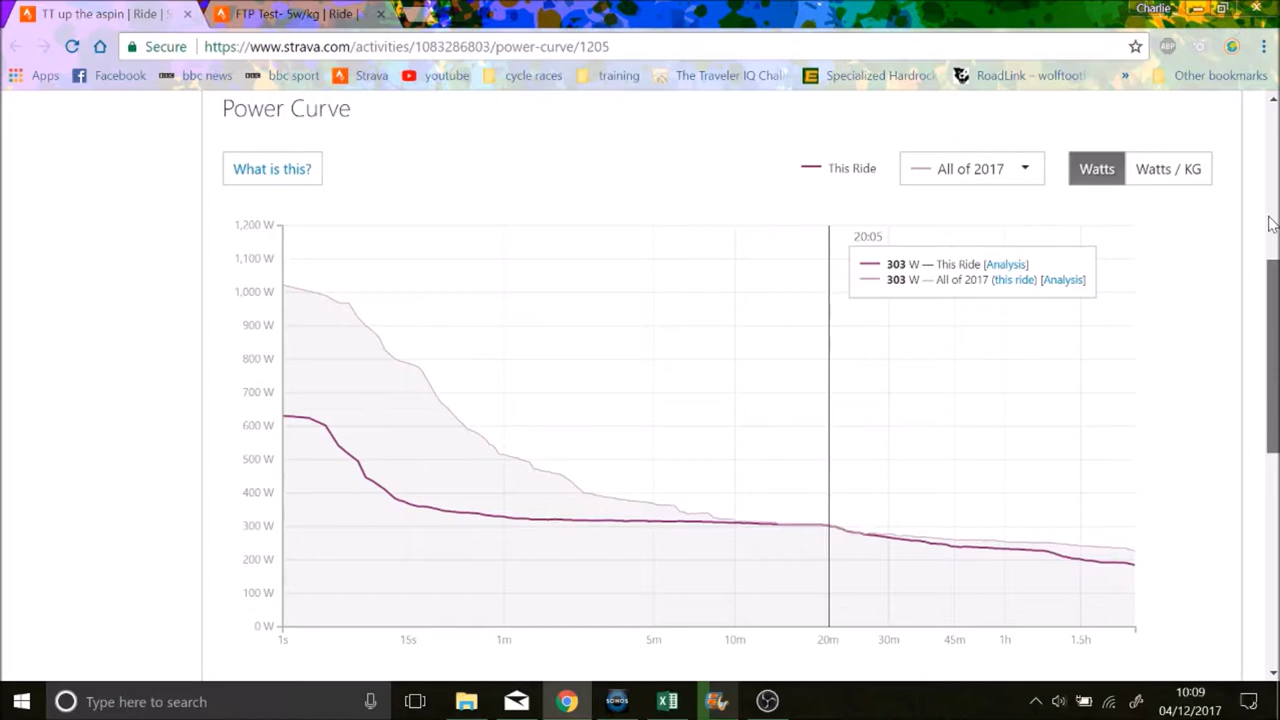 TT up the aspin | Ride |
FTP Test- 5w/kg | Ride |
Charlie
Secure
https://www.strava.com/activities/1083286803/power-curve/1205
ABP
Apps
Facebook
BBC bbc news
BBC bbc sport
Strava
youtube
cycle races
training
The Traveler IQ Chal
Specialized Hardrock
RoadLink – wolftooth
»
Other bookmarks
Power Curve
What is this?
This Ride
All of 2017
Watts
Watts / KG
1,200 W
1,100 W
1,000 W
900 W
800 W
700 W
600 W
500 W
400 W
300 W
200 W
100 W
0 W
20:05
303 W — This Ride [Analysis]
303 W — All of 2017 (this ride) [Analysis]
1s
15s
1m
5m
10m
20m
30m
45m
1h
1.5h
Type here to search
SONOS
10:09
04/12/2017